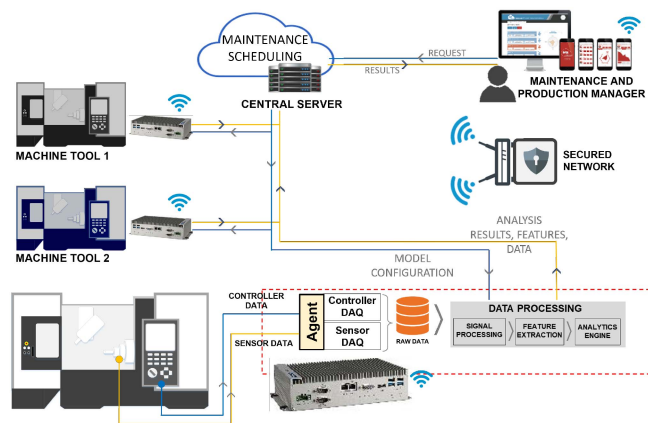 MAINTENANCE
SCHEDULING
REQUEST
RESULTS
CENTRAL SERVER
MAINTENANCE AND
PRODUCTION MANAGER
MACHINE TOOL 1
SECURED
NETWORK
MACHINE TOOL 2
ANALYSIS
RESULTS, FEATURES,
DATA
MODEL
CONFIGURATION
CONTROLLER
DATA
SENSOR DATA
Agent
Controller
DAQ
Sensor
DAQ
RAW DATA
DATA PROCESSING
SIGNAL
PROCESSING
FEATURE
EXTRACTION
ANALYTICS
ENGINE